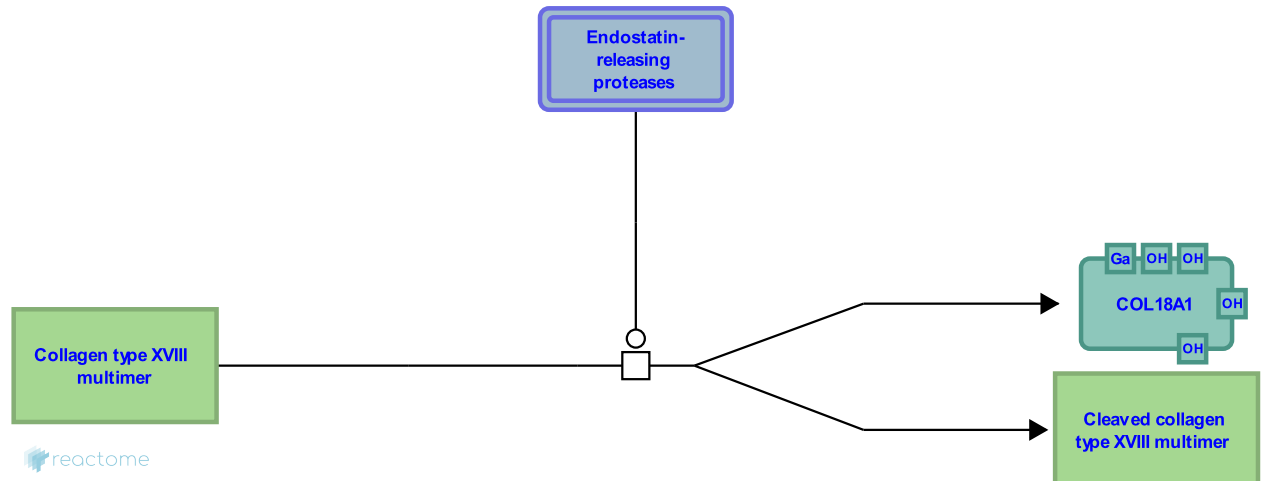 Endostatin-
releasing
proteases
Ga OH OH
COL18A1
OH
OH
Collagen type XVIII
multimer
Cleaved collagen
type XVIII multimer
reactome